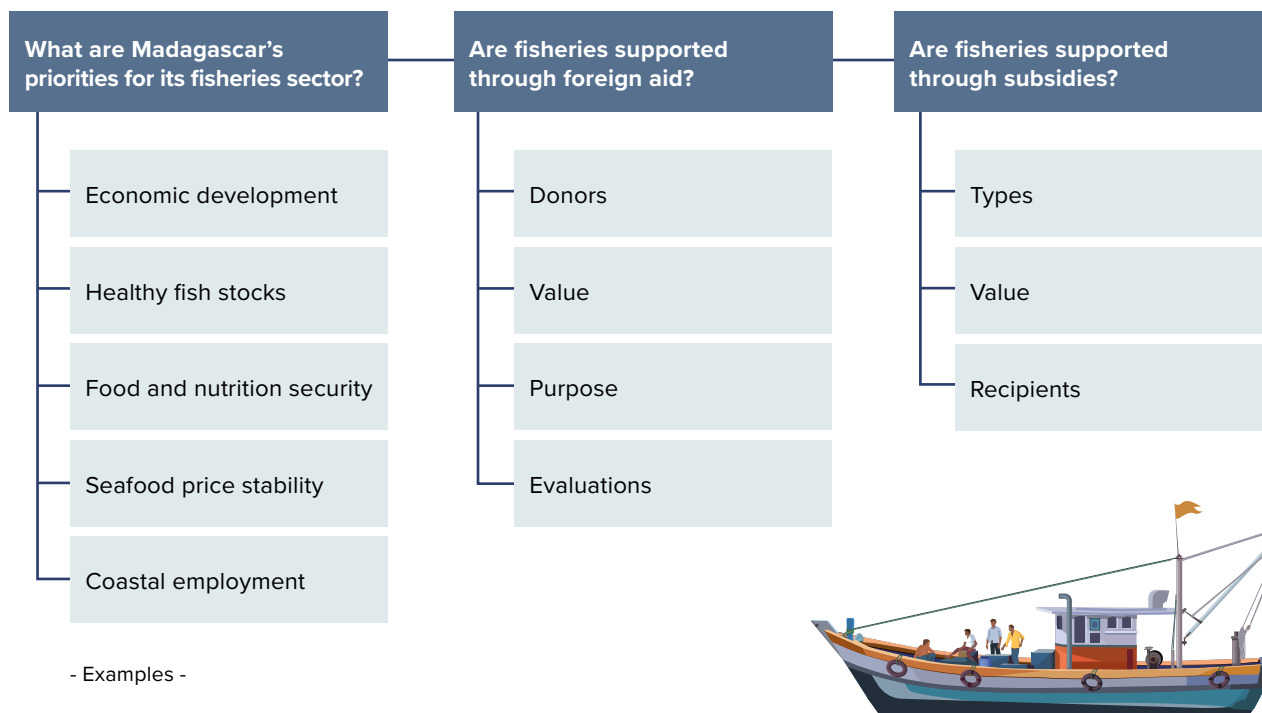 What are Madagascar’s
priorities for its fisheries sector?
Economic development
Healthy fish stocks
Food and nutrition security
Seafood price stability
Coastal employment
- Examples -
Are fisheries supported
through foreign aid?
Donors
Value
Purpose
Evaluations
Are fisheries supported
through subsidies?
Types
Value
Recipients